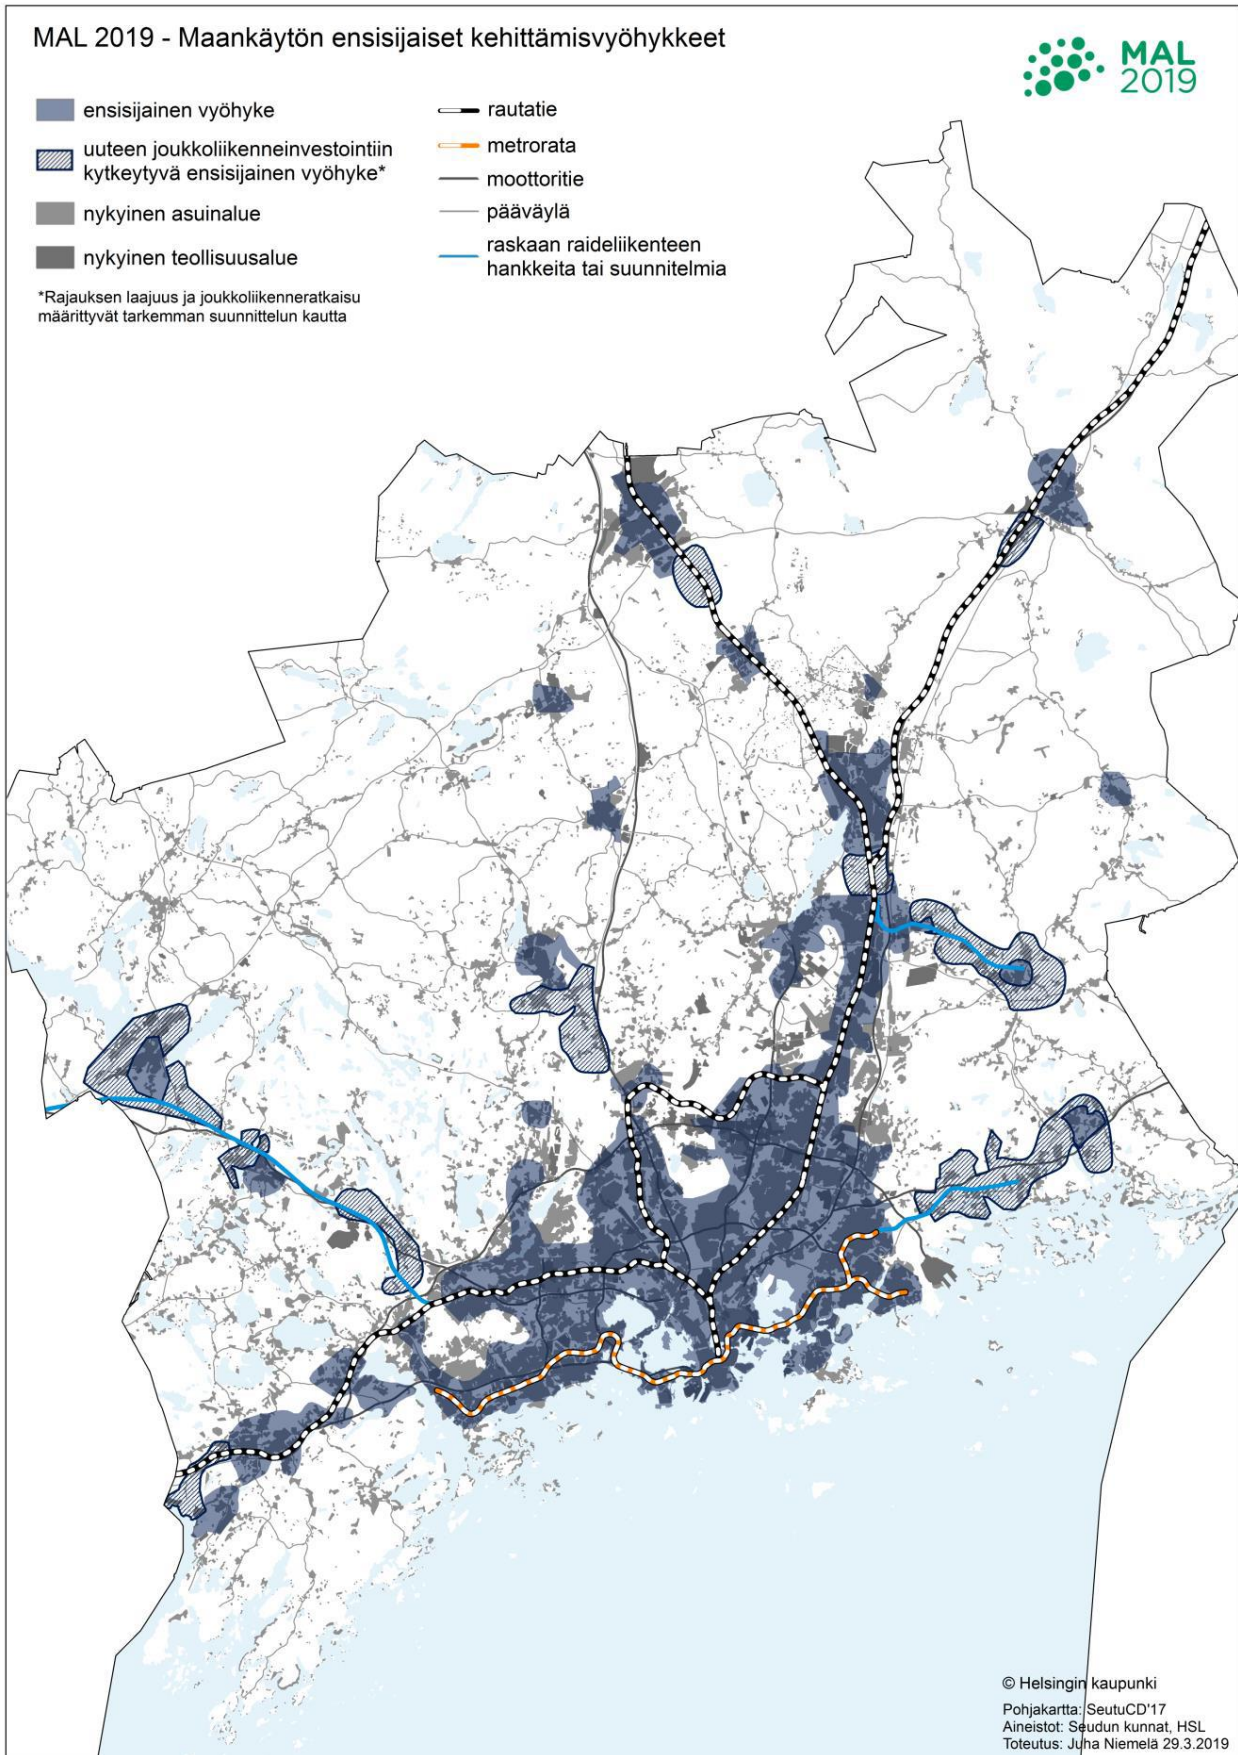 MAL 2019 - Maankäytön ensisijaiset kehittämisvyöhykkeet
MAL
2019
ensisijainen vyöhyke
uuteen joukkoliikenneinvestointiin
kytkeytyvä ensisijainen vyöhyke*
nykyinen asuinalue
nykyinen teollisuusalue
*Rajauksen laajuus ja joukkoliikenneratkaisu
määrittyvät tarkemman suunnittelun kautta
rautatie
metrorata
moottoritie
pääväylä
raskaan raideliikenteen
hankkeita tai suunnitelmia
© Helsingin kaupunki
Pohjakartta: SeutuCD'17
Aineistot: Seudun kunnat, HSL
Toteutus: Juha Niemelä 29.3.2019